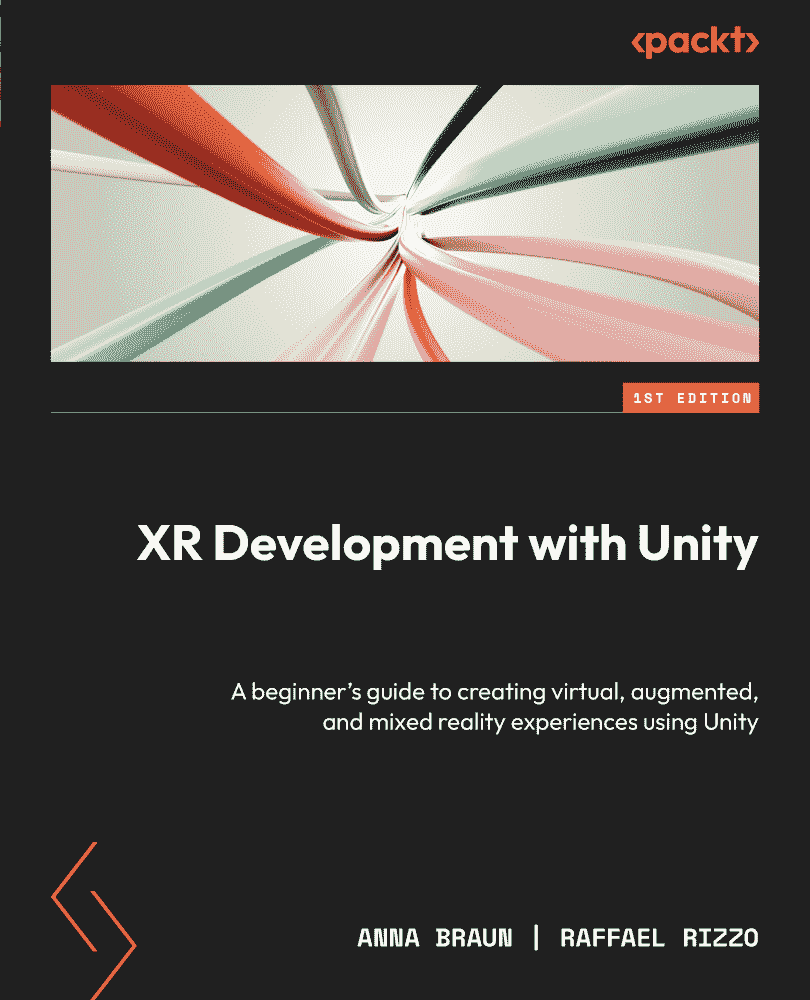 <packt>
1ST EDITION
XR Development with Unity
A beginner’s guide to creating virtual, augmented,
and mixed reality experiences using Unity
ANNA BRAUN | RAFFAEL RIZZO